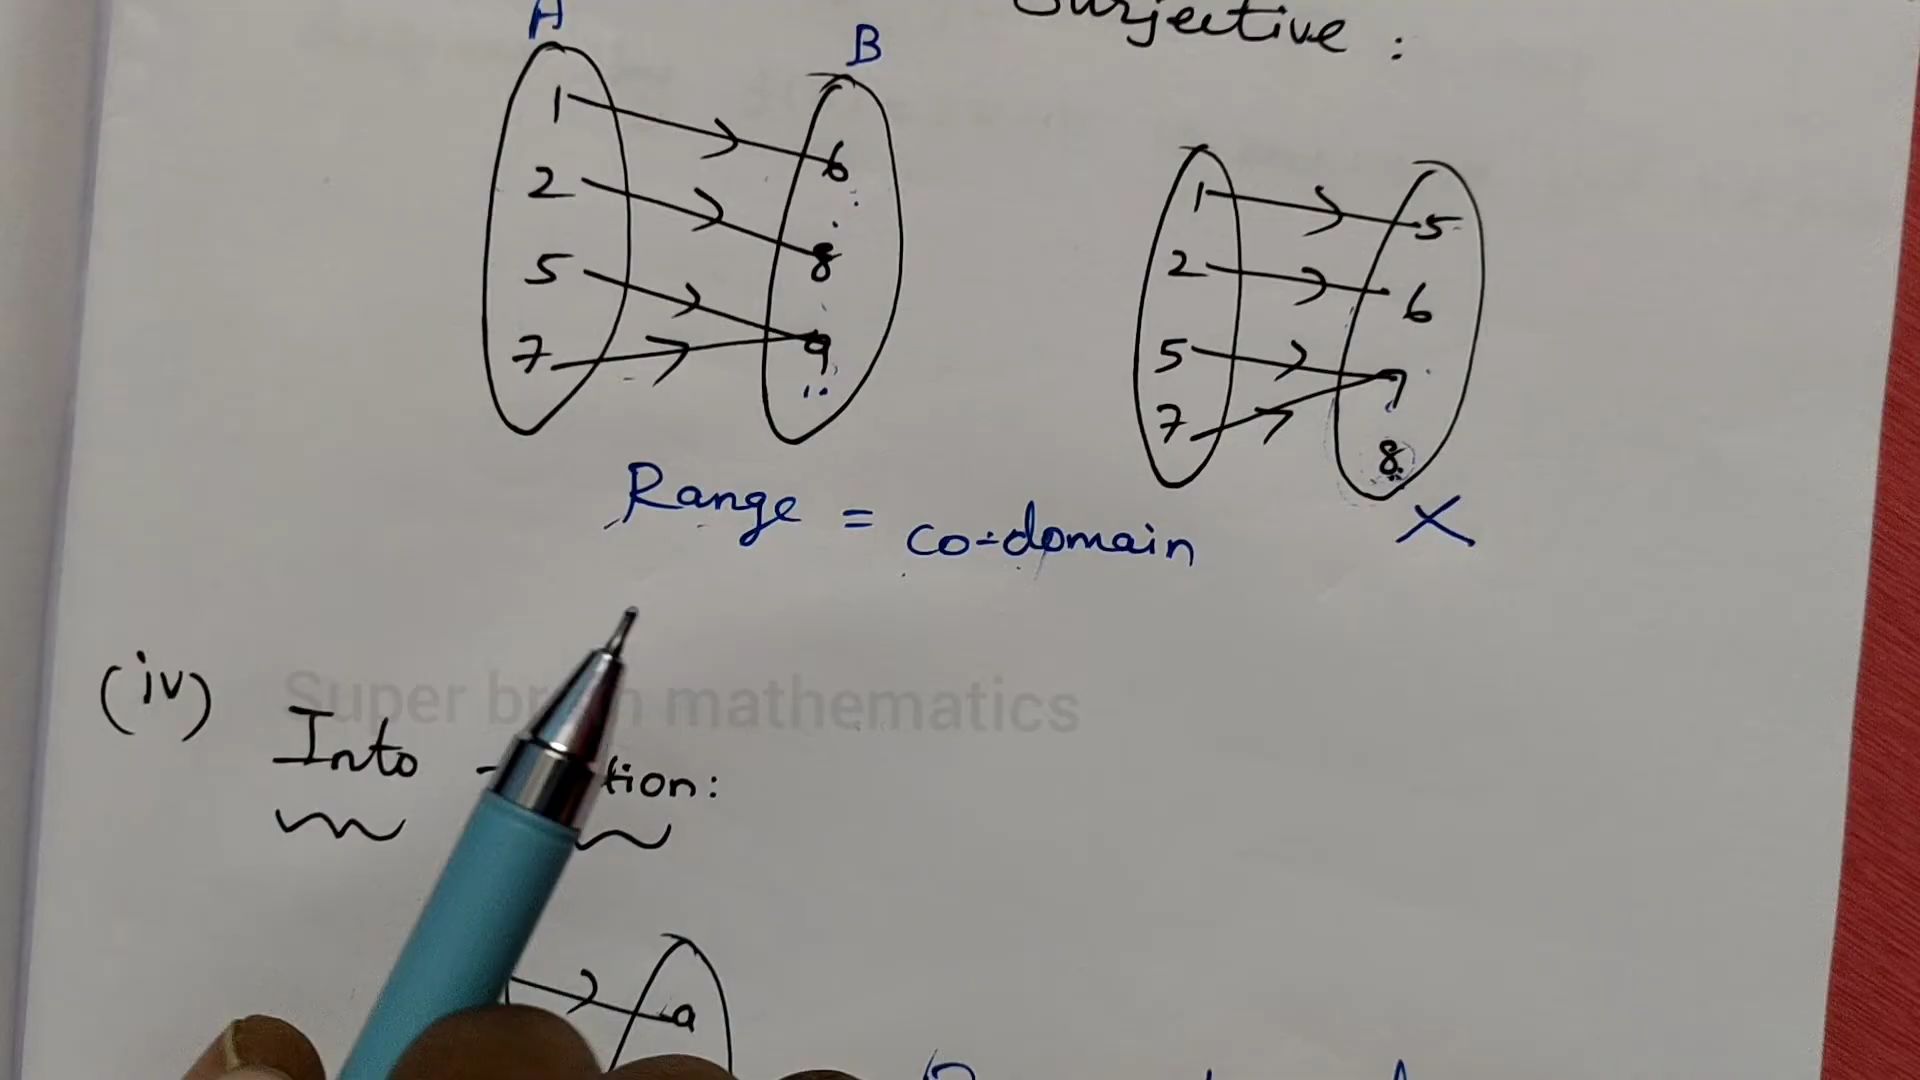 Surjective :
A B
1 6
2 8
5 9
7
1 5
2 6
5 7
7 8
X
Range = co-domain
(iv) Into
tion:
Super mathematics
a